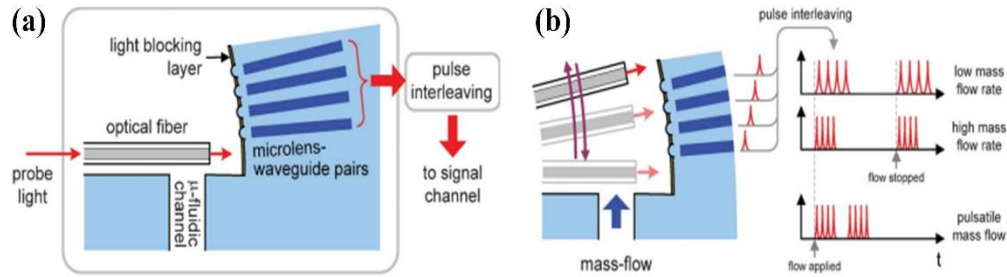 (a)
light blocking
layer
optical fiber
probe
light
μ-fluidic
channel
microlens-
waveguide pairs
pulse
interleaving
to signal
channel
(b)
pulse interleaving
low mass
flow rate
high mass
flow rate
flow stopped
pulsatile
mass flow
flow applied
t
mass-flow